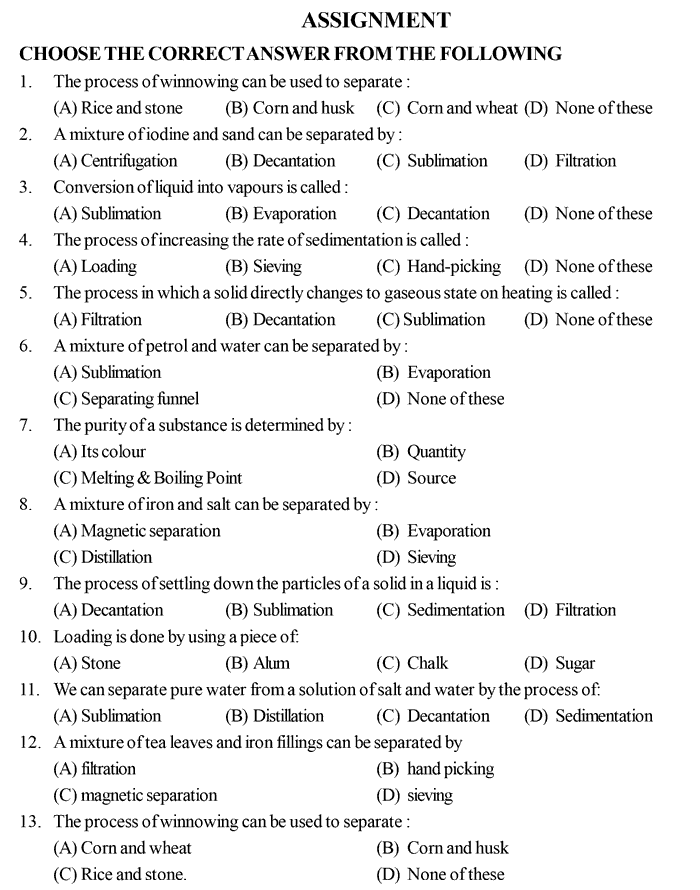 ASSIGNMENT
CHOOSE THE CORRECT ANSWER FROM THE FOLLOWING
1. The process of winnowing can be used to separate :
(A) Rice and stone (B) Corn and husk (C) Corn and wheat (D) None of these
2. A mixture of iodine and sand can be separated by :
(A) Centrifugation (B) Decantation (C) Sublimation (D) Filtration
3. Conversion of liquid into vapours is called :
(A) Sublimation (B) Evaporation (C) Decantation (D) None of these
4. The process of increasing the rate of sedimentation is called :
(A) Loading (B) Sieving (C) Hand-picking (D) None of these
5. The process in which a solid directly changes to gaseous state on heating is called :
(A) Filtration (B) Decantation (C) Sublimation (D) None of these
6. A mixture of petrol and water can be separated by :
(A) Sublimation (B) Evaporation
(C) Separating funnel (D) None of these
7. The purity of a substance is determined by :
(A) Its colour (B) Quantity
(C) Melting & Boiling Point (D) Source
8. A mixture of iron and salt can be separated by :
(A) Magnetic separation (B) Evaporation
(C) Distillation (D) Sieving
9. The process of settling down the particles of a solid in a liquid is :
(A) Decantation (B) Sublimation (C) Sedimentation (D) Filtration
10. Loading is done by using a piece of:
(A) Stone (B) Alum (C) Chalk (D) Sugar
11. We can separate pure water from a solution of salt and water by the process of:
(A) Sublimation (B) Distillation (C) Decantation (D) Sedimentation
12. A mixture of tea leaves and iron fillings can be separated by
(A) filtration (B) hand picking
(C) magnetic separation (D) sieving
13. The process of winnowing can be used to separate :
(A) Corn and wheat (B) Corn and husk
(C) Rice and stone. (D) None of these